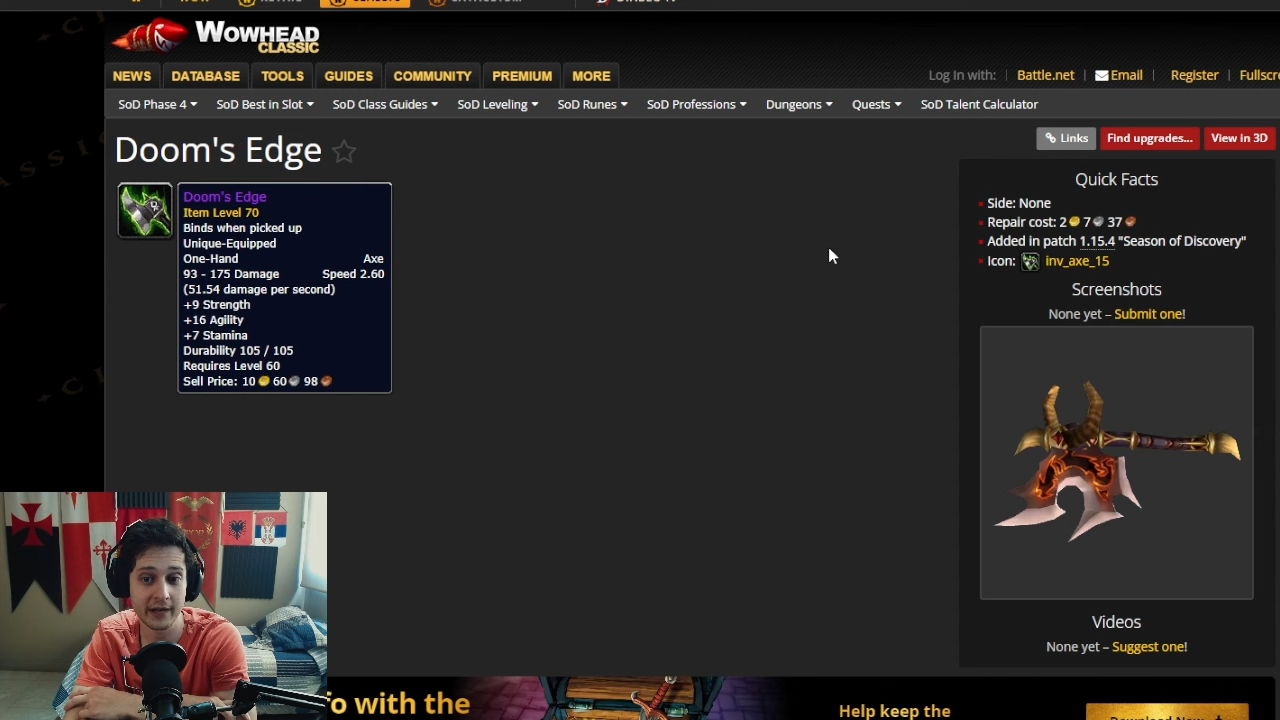 WOWHEAD
CLASSIC
NEWS DATABASE TOOLS GUIDES COMMUNITY PREMIUM MORE
Log In with: Battle.net Email Register Fullscre
SoD Phase 4 SoD Best in Slot SoD Class Guides SoD Leveling SoD Runes SoD Professions Dungeons Quests SoD Talent Calculator
Doom's Edge
Links Find upgrades... View in 3D
Doom's Edge
Item Level 70
Binds when picked up
Unique-Equipped
One-Hand Axe
93 - 175 Damage Speed 2.60
(51.54 damage per second)
+9 Strength
+16 Agility
+7 Stamina
Durability 105 / 105
Requires Level 60
Sell Price: 10 60 98
Quick Facts
Side: None
Repair cost: 2 7 37
Added in patch 1.15.4 "Season of Discovery"
Icon: inv_axe_15
Screenshots
None yet – Submit one!
Videos
None yet – Suggest one!
fo with the
Help keep the